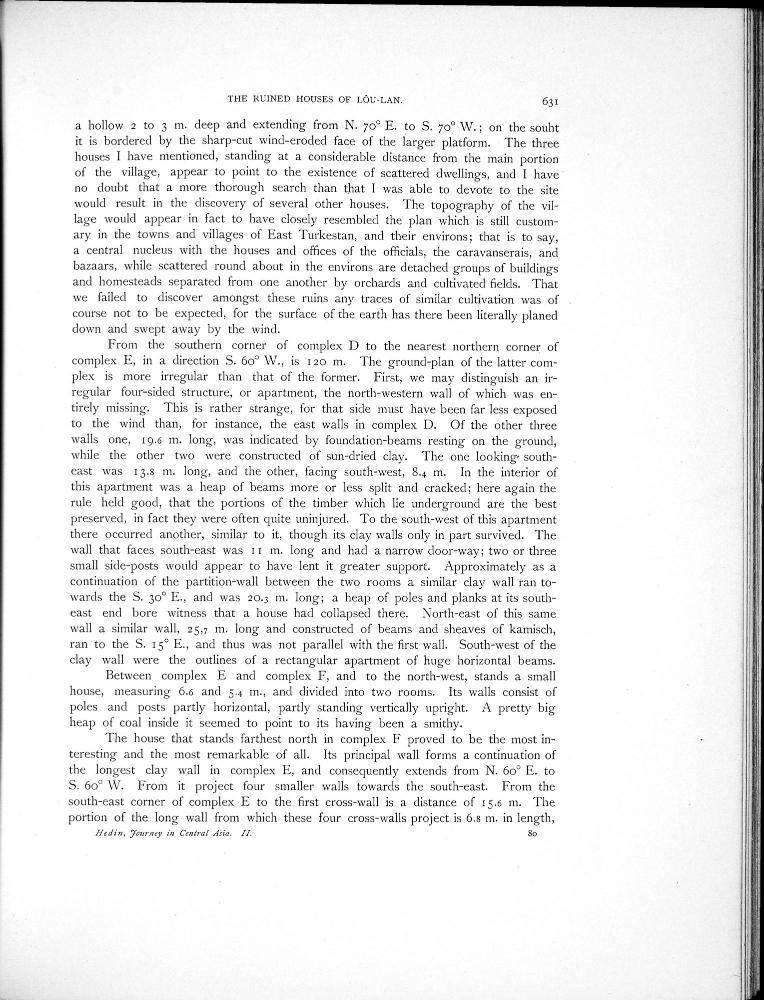 THE RUINED HOUSES OF LÔU-LAN. 631
a hollow 2 to 3 m. deep and extending from N. 70° E. to S. 70° W.; on the souht
it is bordered by the sharp-cut wind-eroded face of the larger platform. The three
houses I have mentioned, standing at a considerable distance from the main portion
of the village, appear to point to the existence of scattered dwellings, and I have
no doubt that a more thorough search than that I was able to devote to the site
would result in the discovery of several other houses. The topography of the vil-
lage would appear in fact to have closely resembled the plan which is still custom-
ary in the towns and villages of East Turkestan, and their environs; that is to say,
a central nucleus with the houses and offices of the officials, the caravanserais, and
bazaars, while scattered round about in the environs are detached groups of buildings
and homesteads separated from one another by orchards and cultivated fields. That
we failed to discover amongst these ruins any traces of similar cultivation was of
course not to be expected, for the surface of the earth has there been literally planed
down and swept away by the wind.
From the southern corner of complex D to the nearest northern corner of
complex E, in a direction S. 60° W., is 120 m. The ground-plan of the latter com-
plex is more irregular than that of the former. First, we may distinguish an ir-
regular four-sided structure, or apartment, the north-western wall of which was en-
tirely missing. This is rather strange, for that side must have been far less exposed
to the wind than, for instance, the east walls in complex D. Of the other three
walls one, 19.6 m. long, was indicated by foundation-beams resting on the ground,
while the other two were constructed of sun-dried clay. The one looking south-
east was 13.8 m. long, and the other, facing south-west, 8.4 m. In the interior of
this apartment was a heap of beams more or less split and cracked; here again the
rule held good, that the portions of the timber which lie underground are the best
preserved, in fact they were often quite uninjured. To the south-west of this apartment
there occurred another, similar to it, though its clay walls only in part survived. The
wall that faces south-east was 11 m. long and had a narrow door-way; two or three
small side-posts would appear to have lent it greater support. Approximately as a
continuation of the partition-wall between the two rooms a similar clay wall ran to-
wards the S. 30° E., and was 20.3 m. long; a heap of poles and planks at its south-
east end bore witness that a house had collapsed there. North-east of this same
wall a similar wall, 25,7 m. long and constructed of beams and sheaves of kamisch,
ran to the S. 15° E., and thus was not parallel with the first wall. South-west of the
clay wall were the outlines of a rectangular apartment of huge horizontal beams.
Between complex E and complex F, and to the north-west, stands a small
house, measuring 6.6 and 5.4 m., and divided into two rooms. Its walls consist of
poles and posts partly horizontal, partly standing vertically upright. A pretty big
heap of coal inside it seemed to point to its having been a smithy.
The house that stands farthest north in complex F proved to be the most in-
teresting and the most remarkable of all. Its principal wall forms a continuation of
the longest clay wall in complex E, and consequently extends from N. 60° E. to
S. 60° W. From it project four smaller walls towards the south-east. From the
south-east corner of complex E to the first cross-wall is a distance of 15.6 m. The
portion of the long wall from which these four cross-walls project is 6.8 m. in length,
Hedin, Journey in Central Asia. II. 80